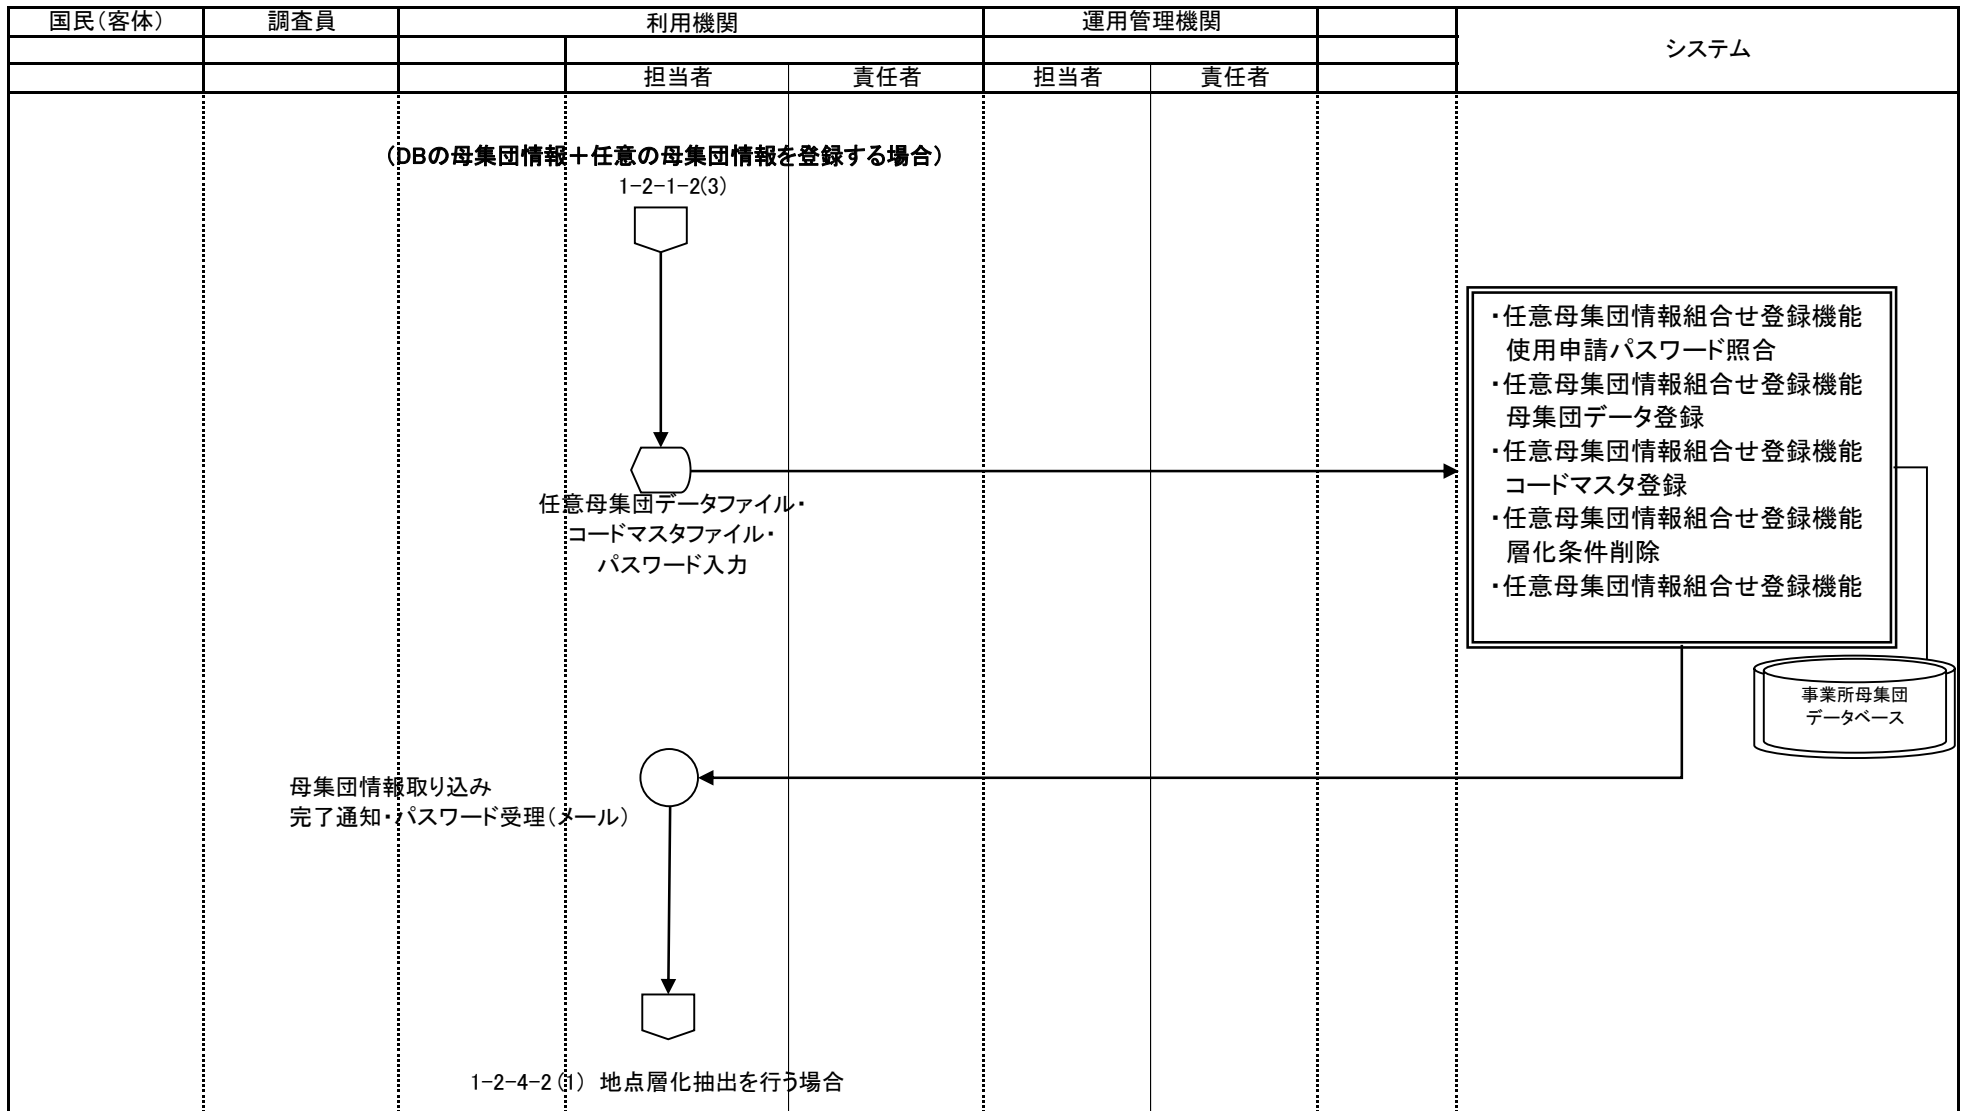 国民(客体)
調査員
利用機関
運用管理機関
システム
担当者
責任者
担当者
責任者
(DBの母集団情報+任意の母集団情報を登録する場合)
1-2-1-2(3)
・任意母集団情報組合せ登録機能
使用申請パスワード照合
・任意母集団情報組合せ登録機能
母集団データ登録
・任意母集団情報組合せ登録機能
コードマスタ登録
・任意母集団情報組合せ登録機能
層化条件削除
・任意母集団情報組合せ登録機能
任意母集団データファイル・
コードマスタファイル・
パスワード入力
事業所母集団
データベース
母集団情報取り込み
完了通知・パスワード受理(メール)
1-2-4-2(1) 地点層化抽出を行う場合